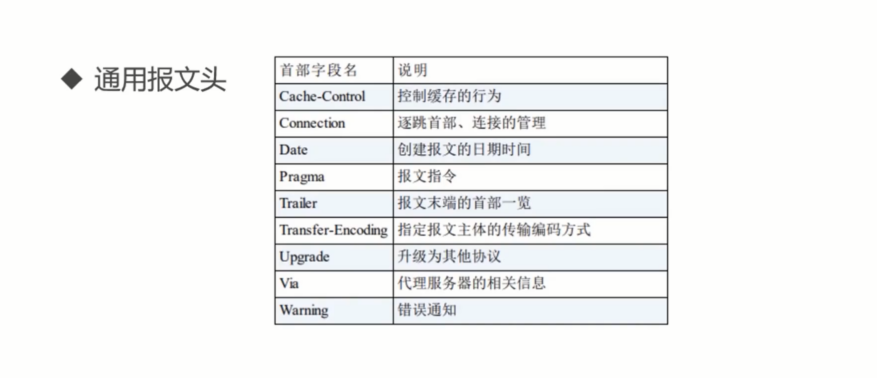 ◆ 通用报文头
首部字段名 说明
Cache-Control 控制缓存的行为
Connection 逐跳首部、连接的管理
Date 创建报文的日期时间
Pragma 报文指令
Trailer 报文末端的首部一览
Transfer-Encoding 指定报文主体的传输编码方式
Upgrade 升级为其他协议
Via 代理服务器的相关信息
Warning 错误通知